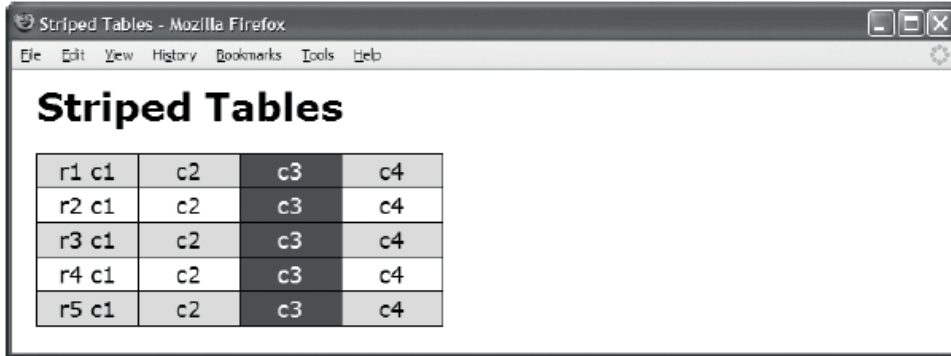 Striped Tables - Mozilla Firefox
File Edit View History Bookmarks Tools Help
Striped Tables
r1 c1 c2 c3 c4
r2 c1 c2 c3 c4
r3 c1 c2 c3 c4
r4 c1 c2 c3 c4
r5 c1 c2 c3 c4